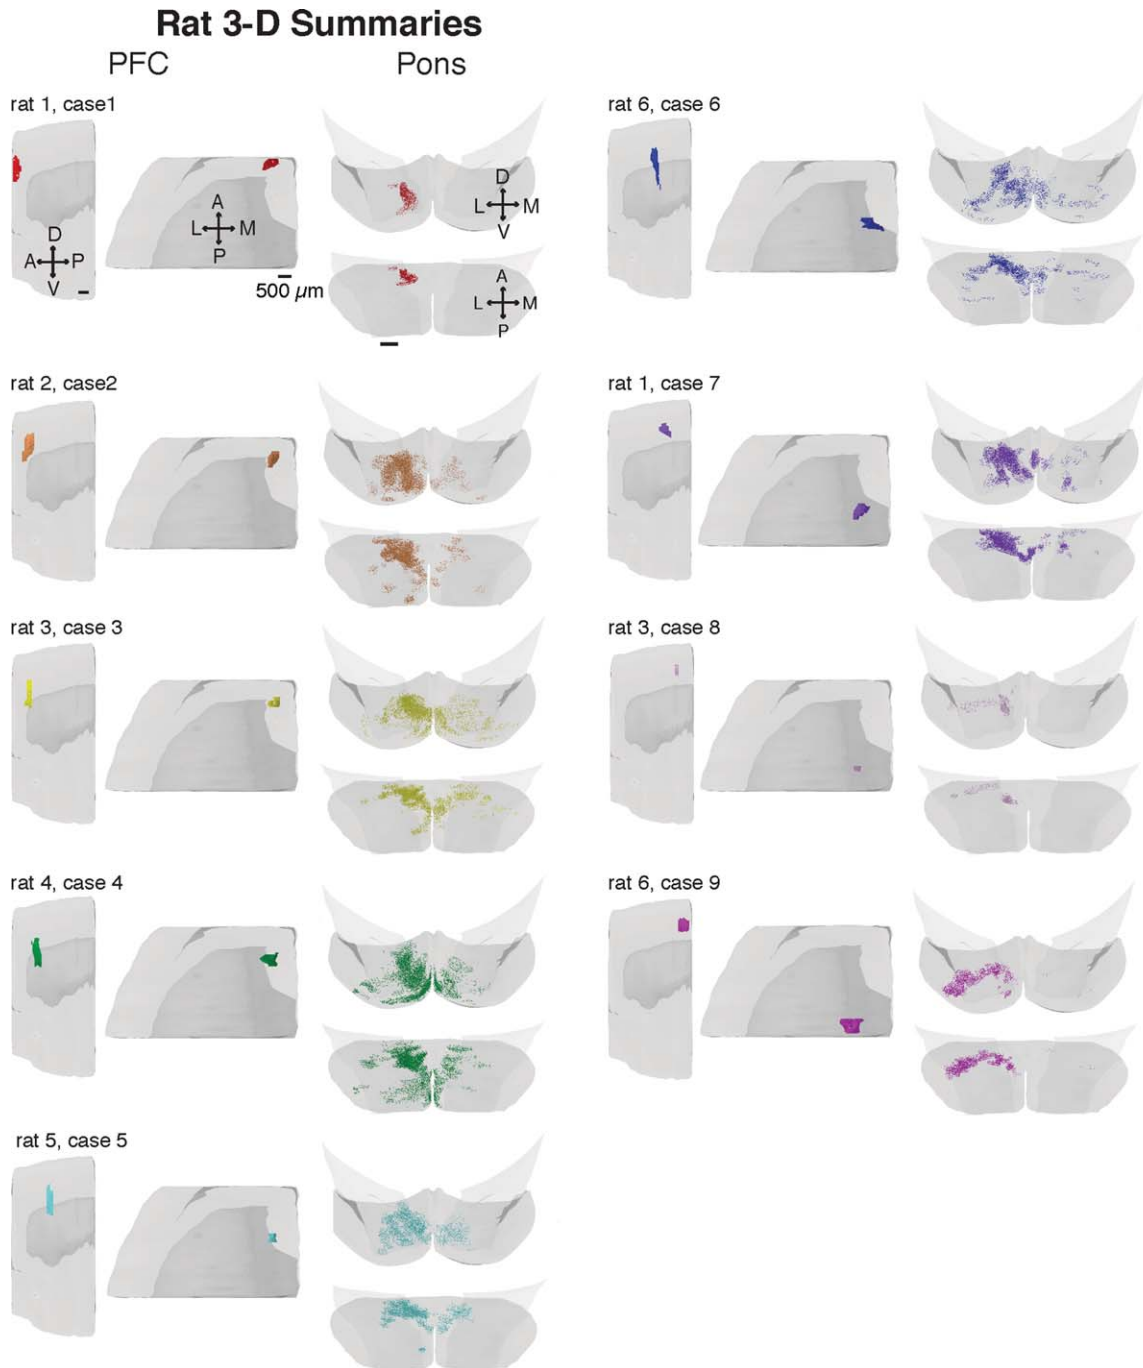 Rat 3-D Summaries
PFC
Pons
rat 1, case1
D
A P
V
A
L M
P
500 µm
D
L M
V
A
L M
P
rat 2, case2
rat 3, case 3
rat 4, case 4
rat 5, case 5
rat 6, case 6
rat 1, case 7
rat 3, case 8
rat 6, case 9